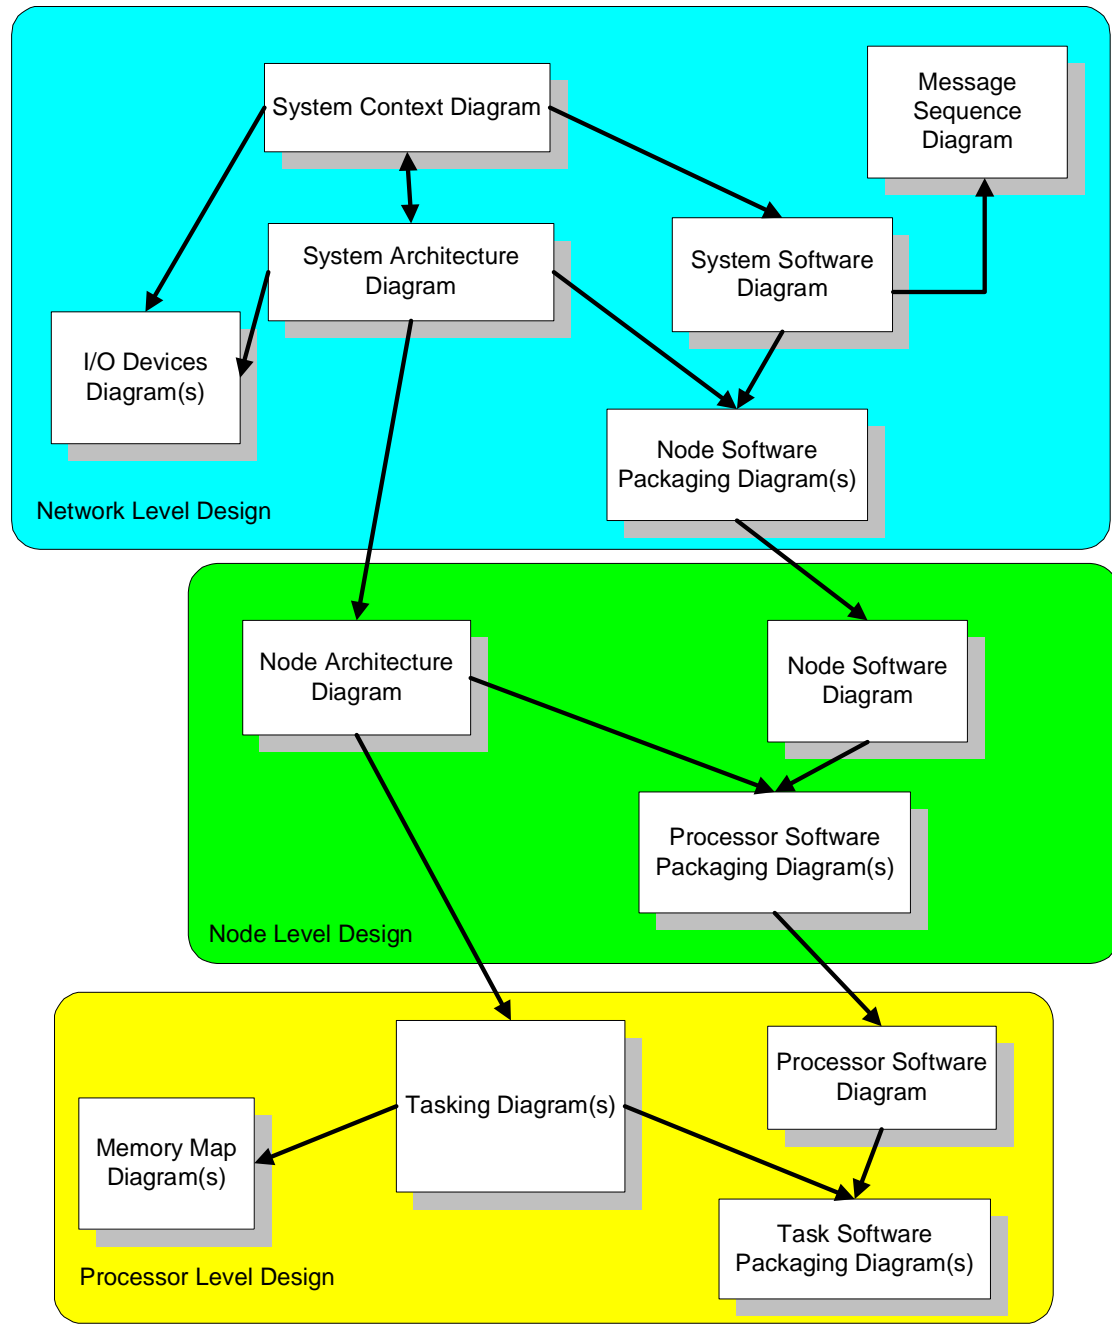 System Context Diagram
Message
Sequence
Diagram
System Architecture
Diagram
System Software
Diagram
I/O Devices
Diagram(s)
Node Software
Packaging Diagram(s)
Network Level Design
Node Architecture
Diagram
Node Software
Diagram
Processor Software
Packaging Diagram(s)
Node Level Design
Tasking Diagram(s)
Processor Software
Diagram
Memory Map
Diagram(s)
Task Software
Packaging Diagram(s)
Processor Level Design